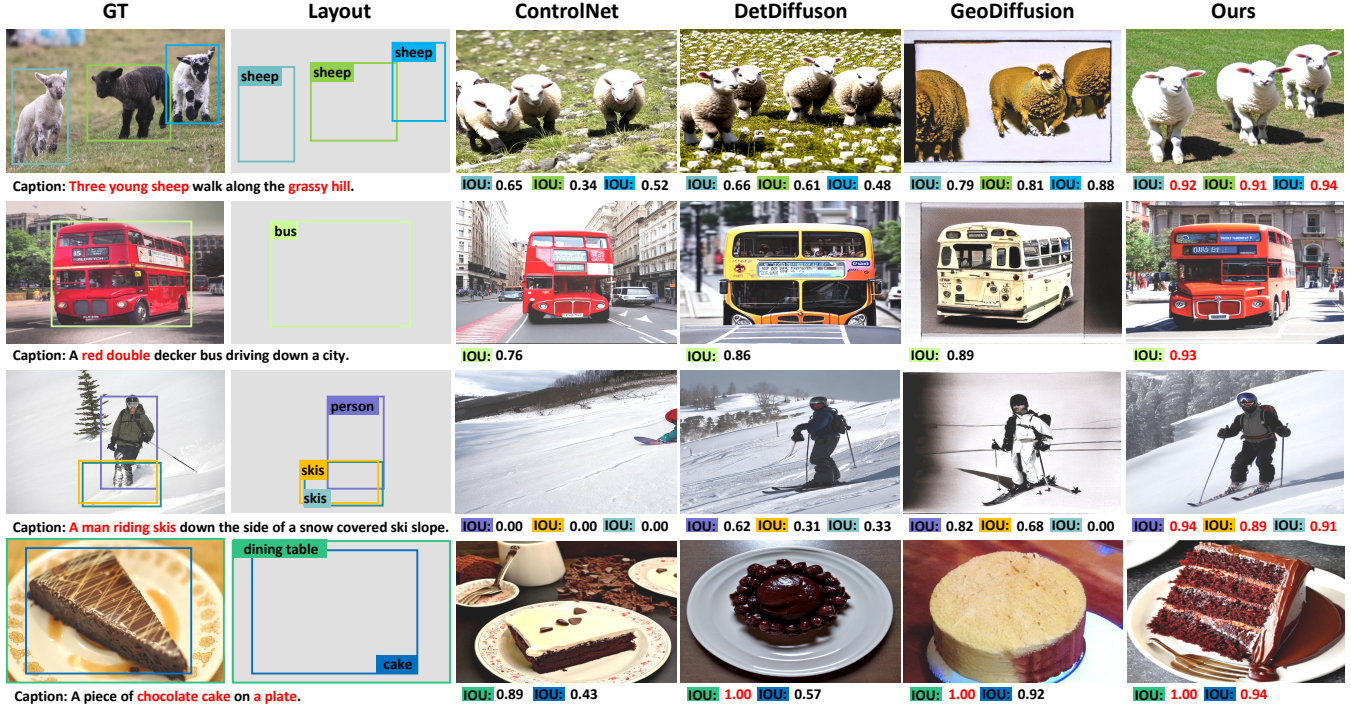 GT Layout ControlNet DetDiffuson GeoDiffusion Ours
sheep sheep sheep
Caption: Three young sheep walk along the grassy hill.
IOU: 0.65 IOU: 0.34 IOU: 0.52
IOU: 0.66 IOU: 0.61 IOU: 0.48
IOU: 0.79 IOU: 0.81 IOU: 0.88
IOU: 0.92 IOU: 0.91 IOU: 0.94
15
bus
Caption: A red double decker bus driving down a city.
IOU: 0.76
IOU: 0.86
IOU: 0.89
IOU: 0.93
person
skis
skis
Caption: A man riding skis down the side of a snow covered ski slope.
IOU: 0.00 IOU: 0.00 IOU: 0.00
IOU: 0.62 IOU: 0.31 IOU: 0.33
IOU: 0.82 IOU: 0.68 IOU: 0.00
IOU: 0.94 IOU: 0.89 IOU: 0.91
dining table
cake
Caption: A piece of chocolate cake on a plate.
IOU: 0.89 IOU: 0.43
IOU: 1.00 IOU: 0.57
IOU: 1.00 IOU: 0.92
IOU: 1.00 IOU: 0.94